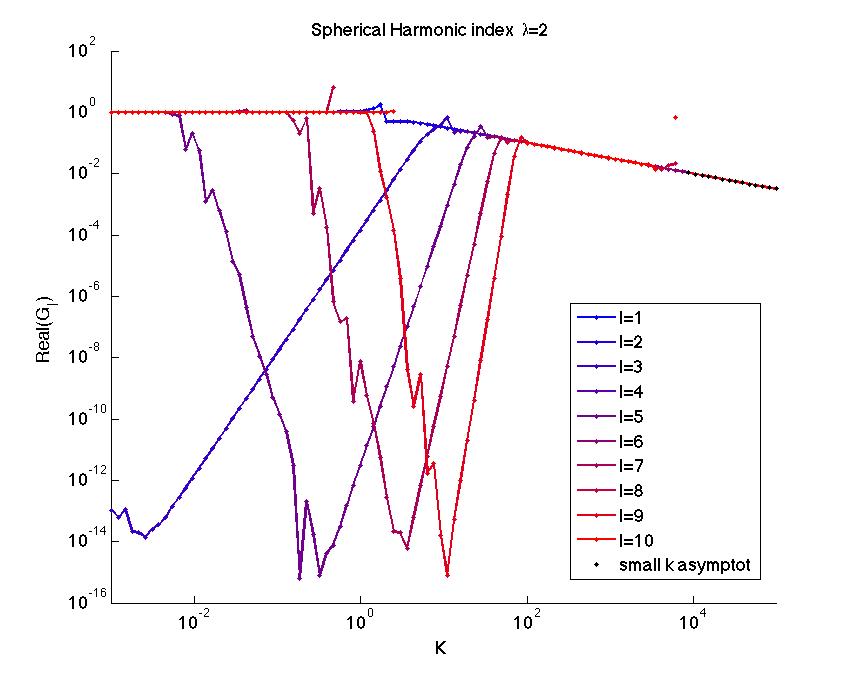 Spherical Harmonic index λ=2
10^2
10^0
10^-2
10^-4
10^-6
10^-8
10^-10
10^-12
10^-14
10^-16
Real(G_l)
10^-2
10^0
10^2
10^4
K
l=1
l=2
l=3
l=4
l=5
l=6
l=7
l=8
l=9
l=10
small k asymptot